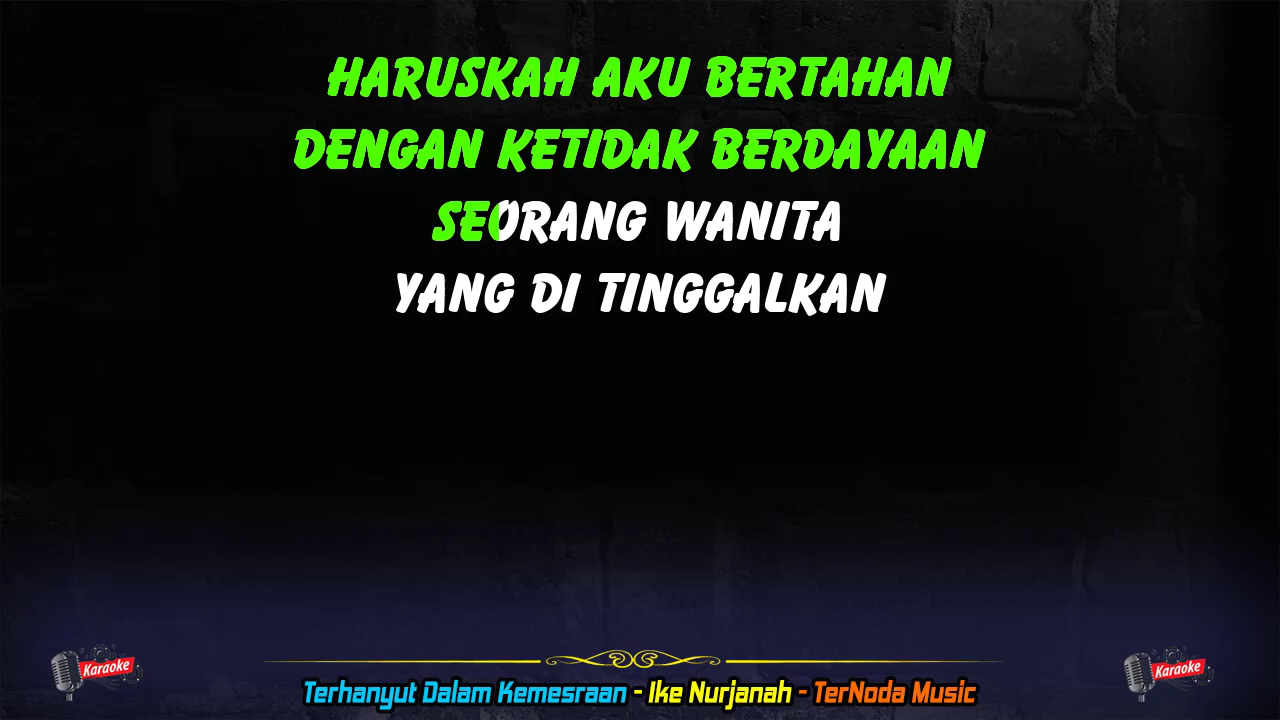 HARUSKAH AKU BERTAHAN
DENGAN KETIDAK BERDAYAAN
SEORANG WANITA
YANG DI TINGGALKAN
Karaoke
Karaoke
Terhanyut Dalam Kemesraan - Ike Nurjanah - TerNoda Music